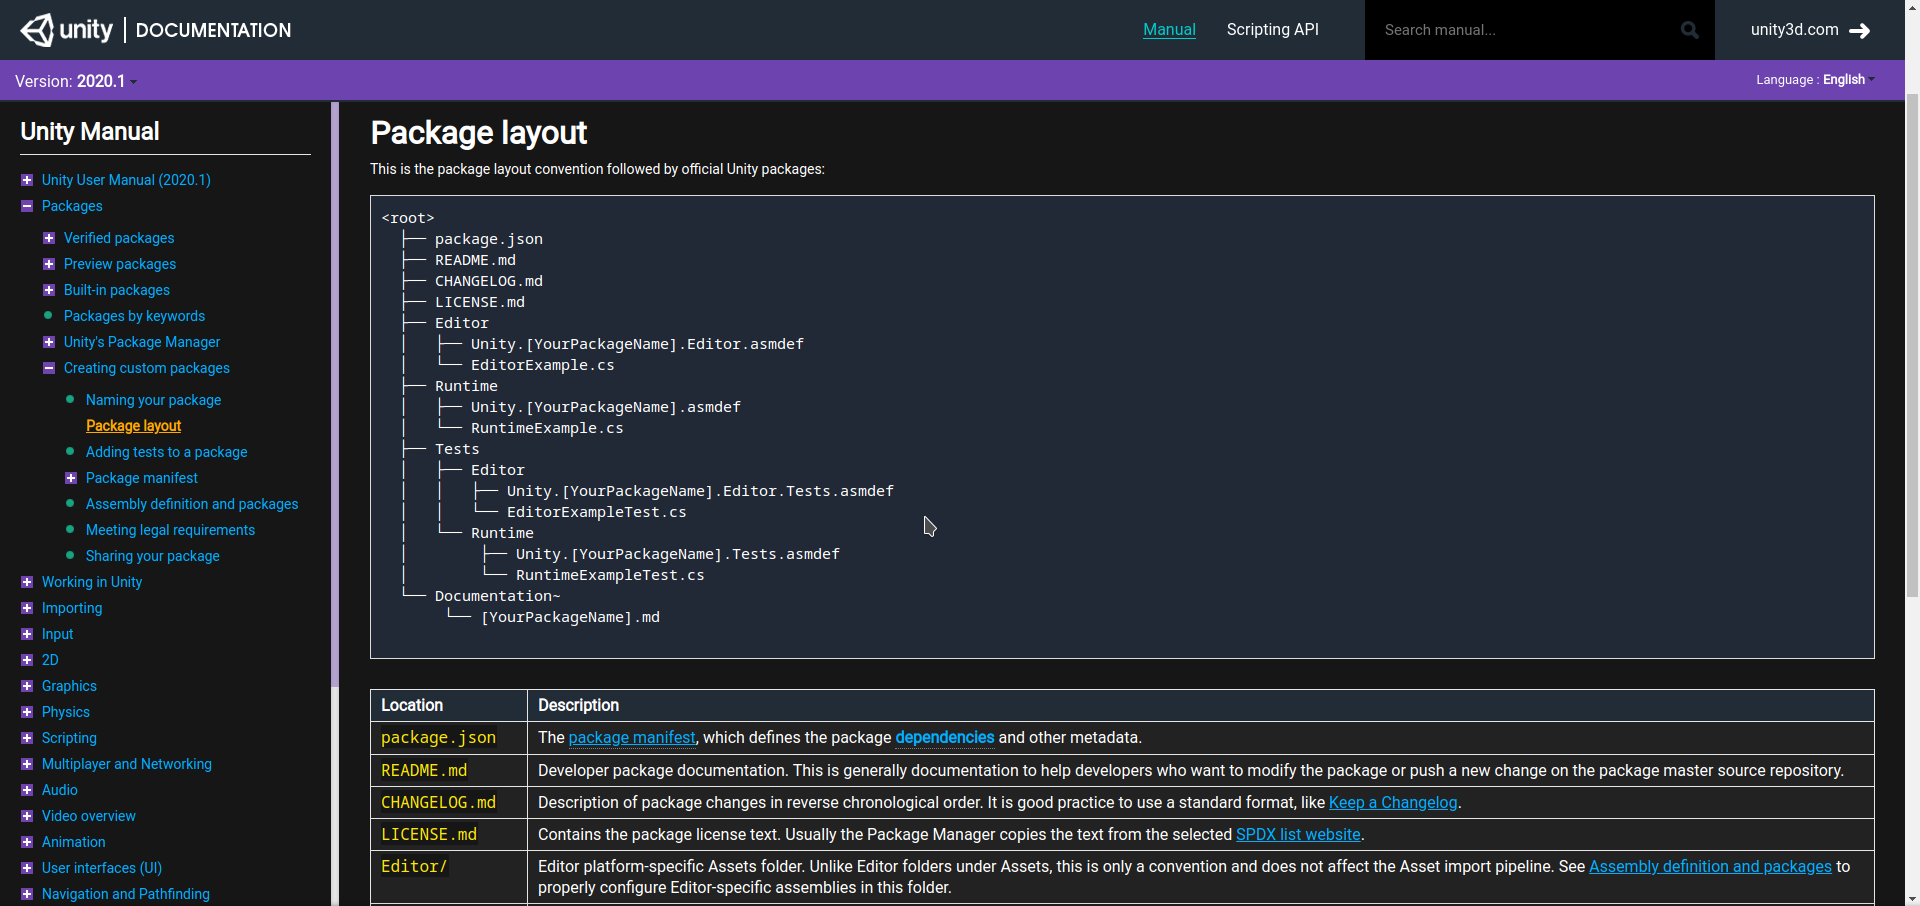 unity | DOCUMENTATION
Manual
Scripting API
Search manual...
unity3d.com
Version: 2020.1
Language : English
Unity Manual
Unity User Manual (2020.1)
Packages
Verified packages
Preview packages
Built-in packages
Packages by keywords
Unity's Package Manager
Creating custom packages
Naming your package
Package layout
Adding tests to a package
Package manifest
Assembly definition and packages
Meeting legal requirements
Sharing your package
Working in Unity
Importing
Input
2D
Graphics
Physics
Scripting
Multiplayer and Networking
Audio
Video overview
Animation
User interfaces (UI)
Navigation and Pathfinding
Package layout
This is the package layout convention followed by official Unity packages:
<root>
├── package.json
├── README.md
├── CHANGELOG.md
├── LICENSE.md
├── Editor
│   ├── Unity.[YourPackageName].Editor.asmdef
│   └── EditorExample.cs
├── Runtime
│   ├── Unity.[YourPackageName].asmdef
│   └── RuntimeExample.cs
├── Tests
│   ├── Editor
│   │   ├── Unity.[YourPackageName].Editor.Tests.asmdef
│   │   └── EditorExampleTest.cs
│   └── Runtime
│        ├── Unity.[YourPackageName].Tests.asmdef
│        └── RuntimeExampleTest.cs
└── Documentation~
     └── [YourPackageName].md
Location Description
package.json The package manifest, which defines the package dependencies and other metadata.
README.md Developer package documentation. This is generally documentation to help developers who want to modify the package or push a new change on the package master source repository.
CHANGELOG.md Description of package changes in reverse chronological order. It is good practice to use a standard format, like Keep a Changelog.
LICENSE.md Contains the package license text. Usually the Package Manager copies the text from the selected SPDX list website.
Editor/ Editor platform-specific Assets folder. Unlike Editor folders under Assets, this is only a convention and does not affect the Asset import pipeline. See Assembly definition and packages to
properly configure Editor-specific assemblies in this folder.